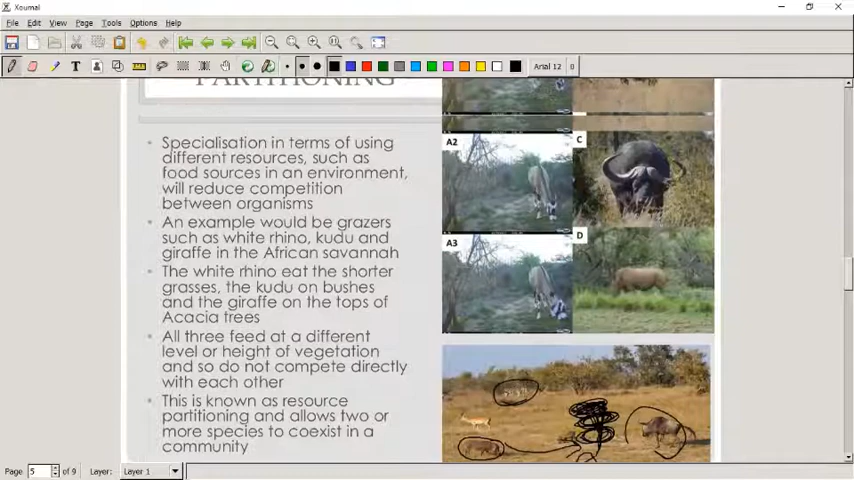 Xournal
File Edit View Page Tools Options Help
Arial 12 0
PARTITIONING
• Specialisation in terms of using
different resources, such as
food sources in an environment,
will reduce competition
between organisms
• An example would be grazers
such as white rhino, kudu and
giraffe in the African savannah
• The white rhino eat the shorter
grasses, the kudu on bushes
and the giraffe on the tops of
Acacia trees
• All three feed at a different
level or height of vegetation
and so do not compete directly
with each other
• This is known as resource
partitioning and allows two or
more species to coexist in a
community
A2
C
A3
D
Page 5 of 9 Layer: Layer 1